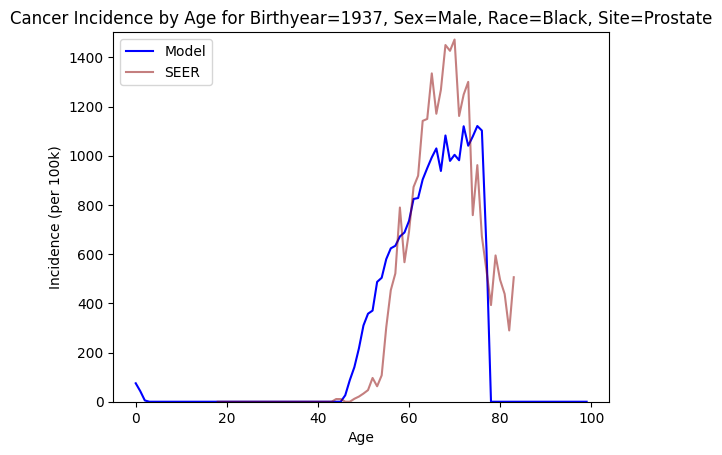 Cancer Incidence by Age for Birthyear=1937, Sex=Male, Race=Black, Site=Prostate
Model
SEER
Incidence (per 100k)
1400
1200
1000
800
600
400
200
0
0 20 40 60 80 100
Age